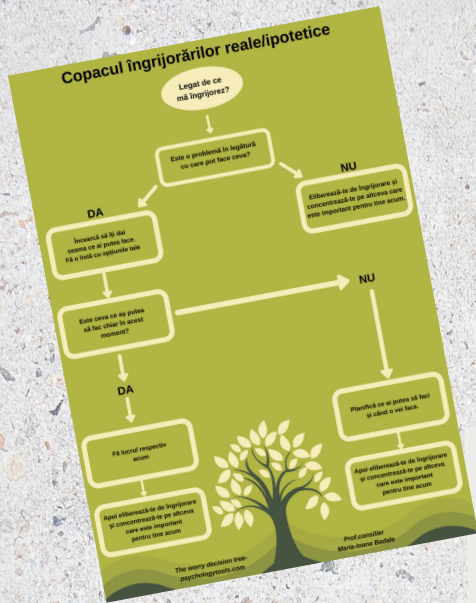 Copacul îngrijorărilor reale/ipotetice
Legat de ce
mă îngrijorez?
Este o problemă în legătură
cu care pot face ceva?
NU
Eliberează-te de îngrijorare și
concentrează-te pe altceva care
este important pentru tine acum.
DA
Încearcă să îți dai
seama ce ai putea face.
Fă o listă cu opțiunile tale
Este ceva ce aș putea
să fac chiar în acest
moment?
NU
DA
Planifică ce ai putea să faci
și când o vei face.
Fă lucrul respectiv
acum
Apoi eliberează-te de îngrijorare
și concentrează-te pe altceva
care este important
pentru tine acum
Apoi eliberează-te de îngrijorare
și concentrează-te pe altceva
care este important
pentru tine acum
The worry decision tree-
psychologytools.com
Prof.consilier
Maria-Ioana Badale